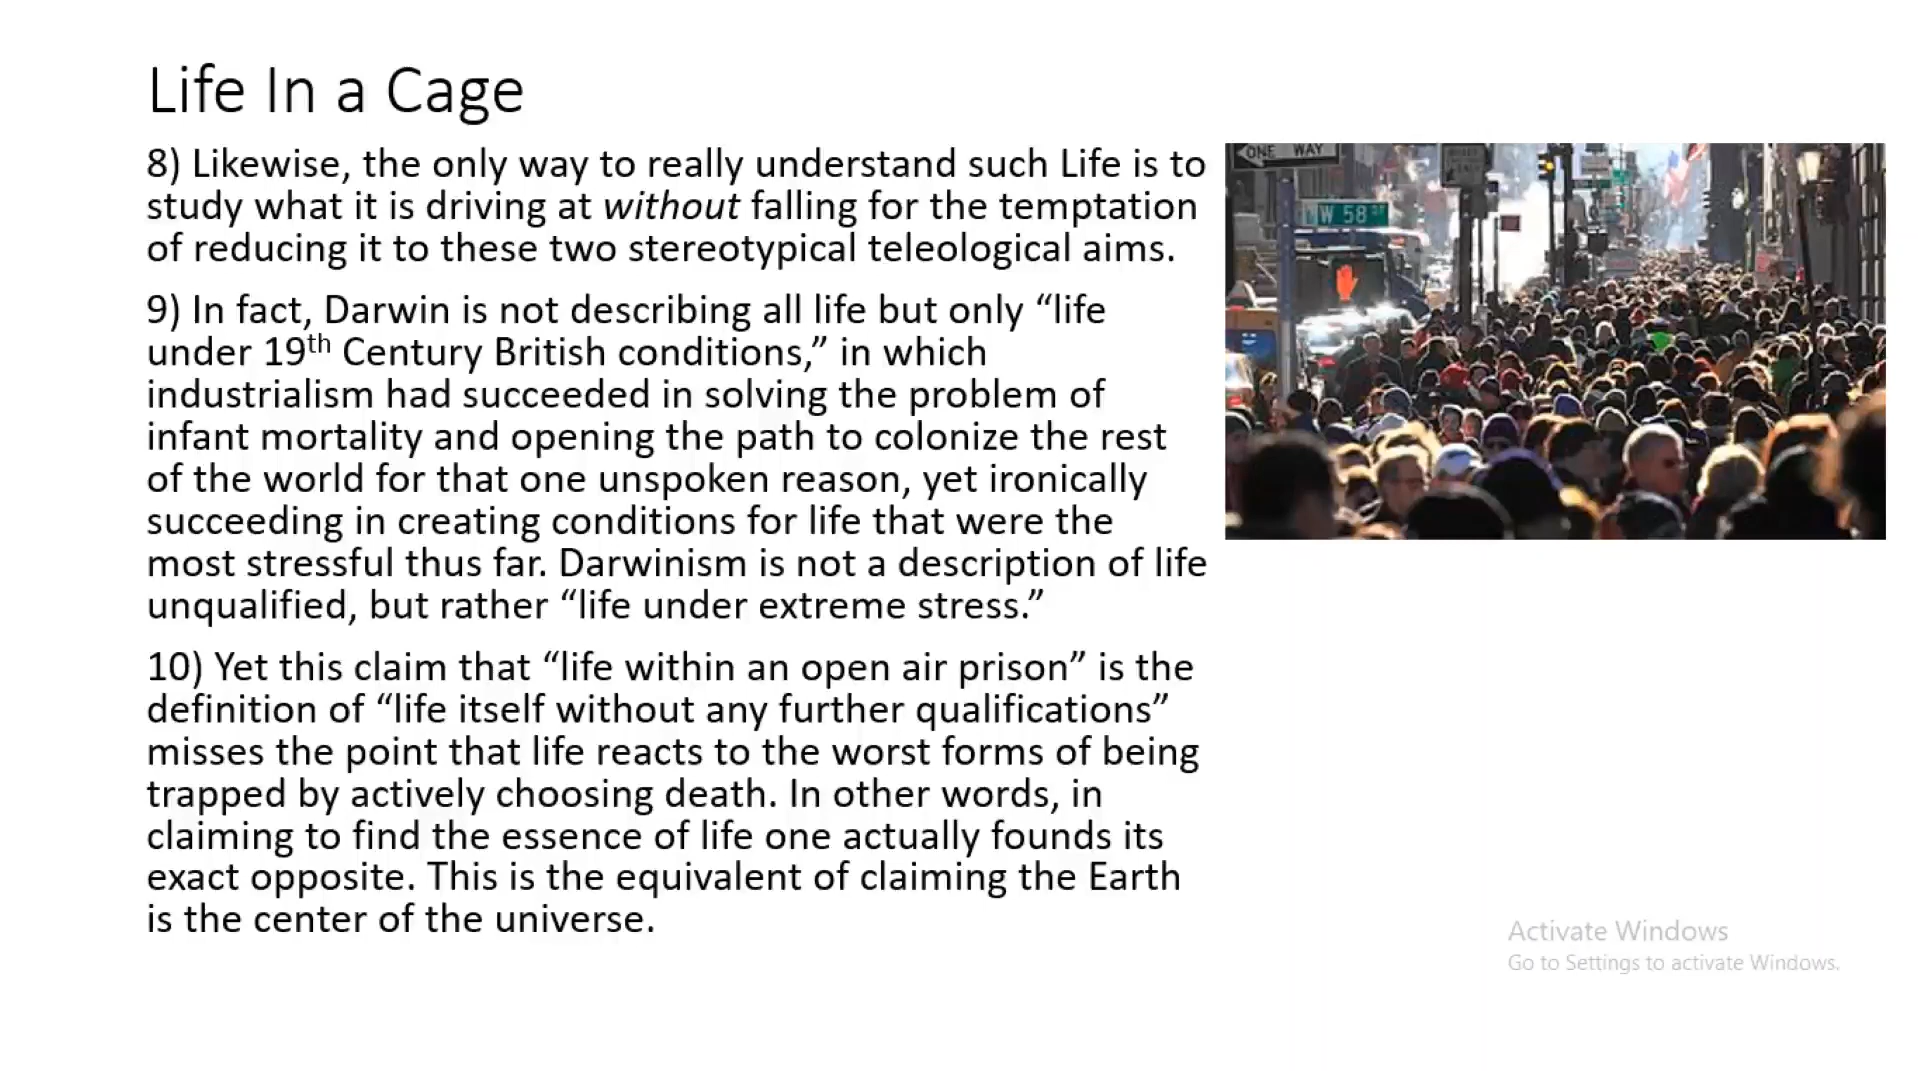 Life In a Cage
8) Likewise, the only way to really understand such Life is to
study what it is driving at without falling for the temptation
of reducing it to these two stereotypical teleological aims.
9) In fact, Darwin is not describing all life but only “life
under 19th Century British conditions,” in which
industrialism had succeeded in solving the problem of
infant mortality and opening the path to colonize the rest
of the world for that one unspoken reason, yet ironically
succeeding in creating conditions for life that were the
most stressful thus far. Darwinism is not a description of life
unqualified, but rather “life under extreme stress.”
10) Yet this claim that “life within an open air prison” is the
definition of “life itself without any further qualifications”
misses the point that life reacts to the worst forms of being
trapped by actively choosing death. In other words, in
claiming to find the essence of life one actually founds its
exact opposite. This is the equivalent of claiming the Earth
is the center of the universe.
ONE WAY
W 58 ST
Activate Windows
Go to Settings to activate Windows.